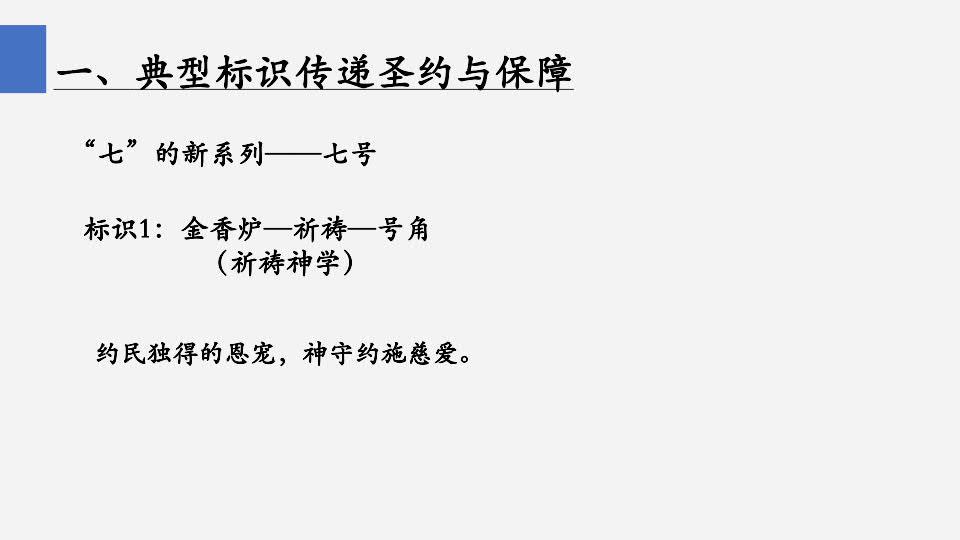 一、典型标识传递圣约与保障
“七”的新系列——七号
标识1：金香炉—祈祷—号角
（祈祷神学）
约民独得的恩宠，神守约施慈爱。